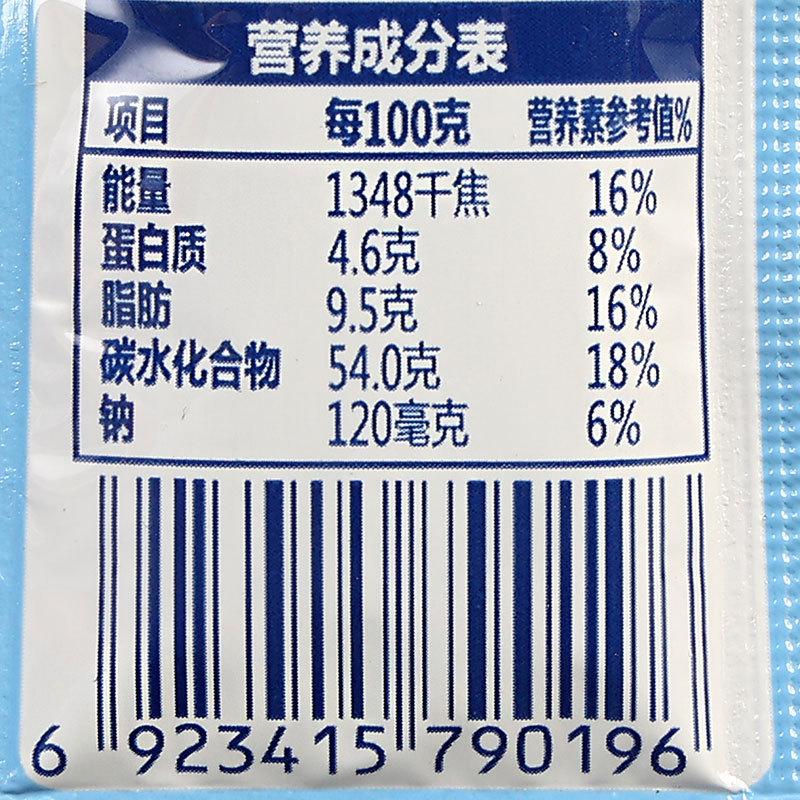 营养成分表
项目 每100克 营养素参考值%
能量 1348千焦 16%
蛋白质 4.6克 8%
脂肪 9.5克 16%
碳水化合物 54.0克 18%
钠 120毫克 6%
6 923415 790196